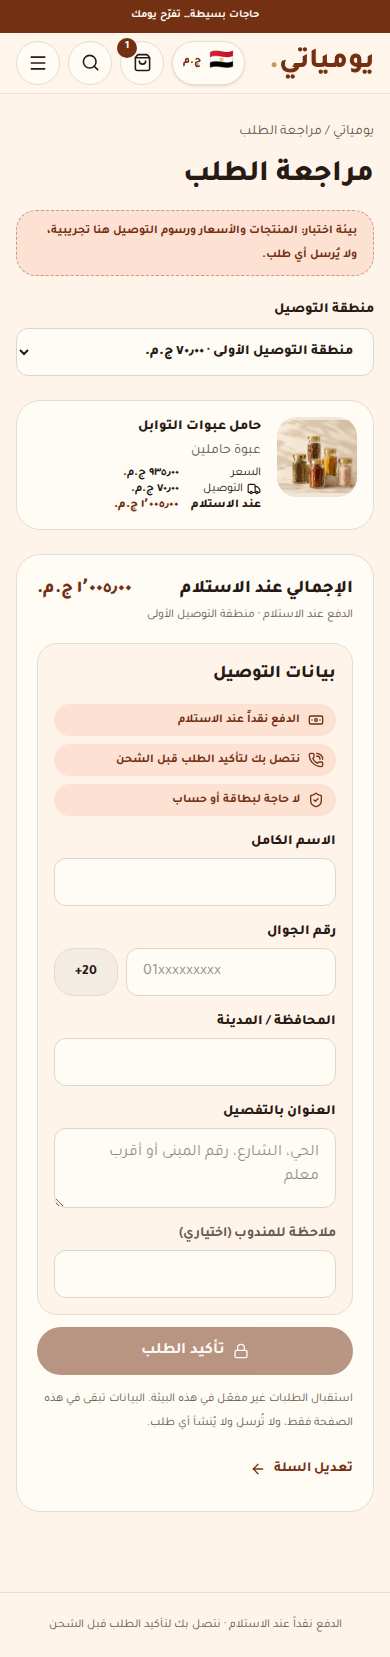 حاجات بسيطة… تفرّح يومك
يومياتي.
ج.م
1
يومياتي / مراجعة الطلب
مراجعة الطلب
بيئة اختبار: المنتجات والأسعار ورسوم التوصيل هنا تجريبية،
ولا يُرسل أي طلب.
منطقة التوصيل
منطقة التوصيل الأولى · ٧٠٫٠٠ ج.م.
حامل عبوات التوابل
عبوة حاملين
السعر ٩٣٥٫٠٠ ج.م.
التوصيل ٧٠٫٠٠ ج.م.
عند الاستلام ١٬٠٠٥٫٠٠ ج.م.
الإجمالي عند الاستلام ١٬٠٠٥٫٠٠ ج.م.
الدفع عند الاستلام · منطقة التوصيل الأولى
بيانات التوصيل
الدفع نقداً عند الاستلام
نتصل بك لتأكيد الطلب قبل الشحن
لا حاجة لبطاقة أو حساب
الاسم الكامل
رقم الجوال
01xxxxxxxxx
+20
المحافظة / المدينة
العنوان بالتفصيل
الحي، الشارع، رقم المبنى أو أقرب
معلم
ملاحظة للمندوب (اختياري)
تأكيد الطلب
استقبال الطلبات غير مفعّل في هذه البيئة. البيانات تبقى في هذه
الصفحة فقط، ولا تُرسل ولا يُنشأ أي طلب.
تعديل السلة
الدفع نقداً عند الاستلام · نتصل بك لتأكيد الطلب قبل الشحن